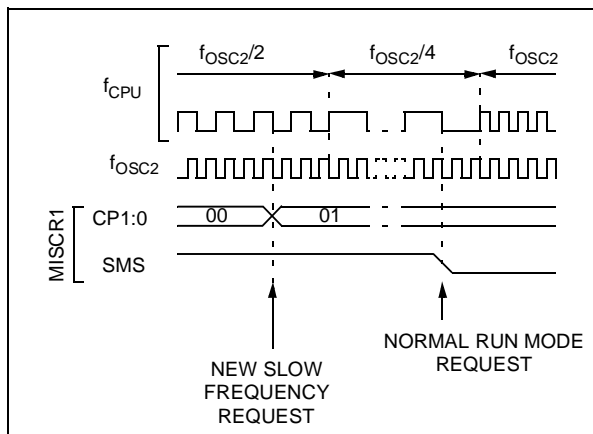 fOSC2/2 fOSC2/4 fOSC2
fCPU
fOSC2
MISCR1
CP1:0 00 01
SMS
NEW SLOW
FREQUENCY
REQUEST
NORMAL RUN MODE
REQUEST